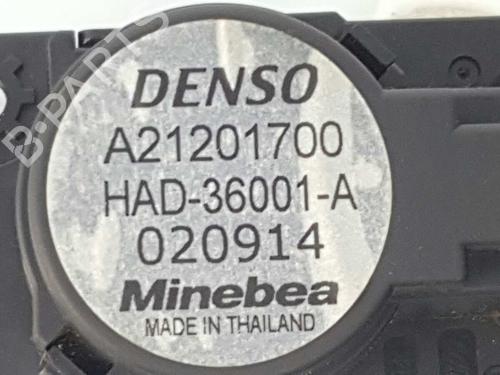 B-PARTS
DENSO
A21201700
HAD-36001-A
020914
Minebea
MADE IN THAILAND